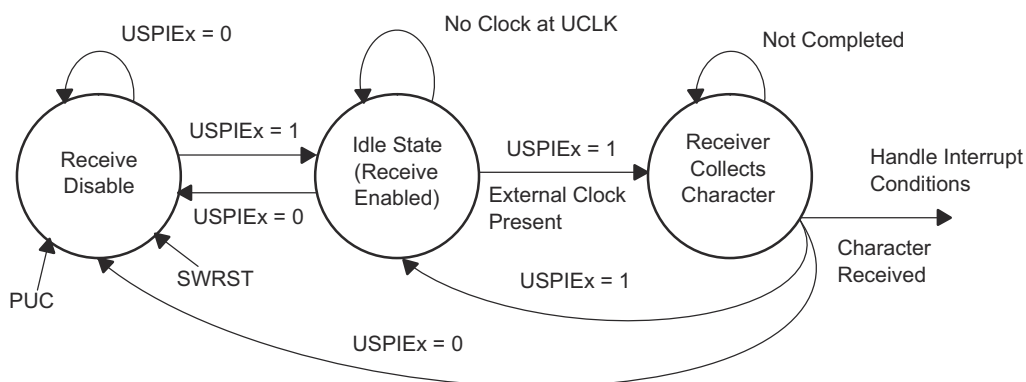 USPIEx = 0
No Clock at UCLK
Not Completed
Receive
Disable
USPIEx = 1
USPIEx = 0
Idle State
(Receive
Enabled)
USPIEx = 1
External Clock
Present
Receiver
Collects
Character
Handle Interrupt
Conditions
Character
Received
PUC
SWRST
USPIEx = 1
USPIEx = 0